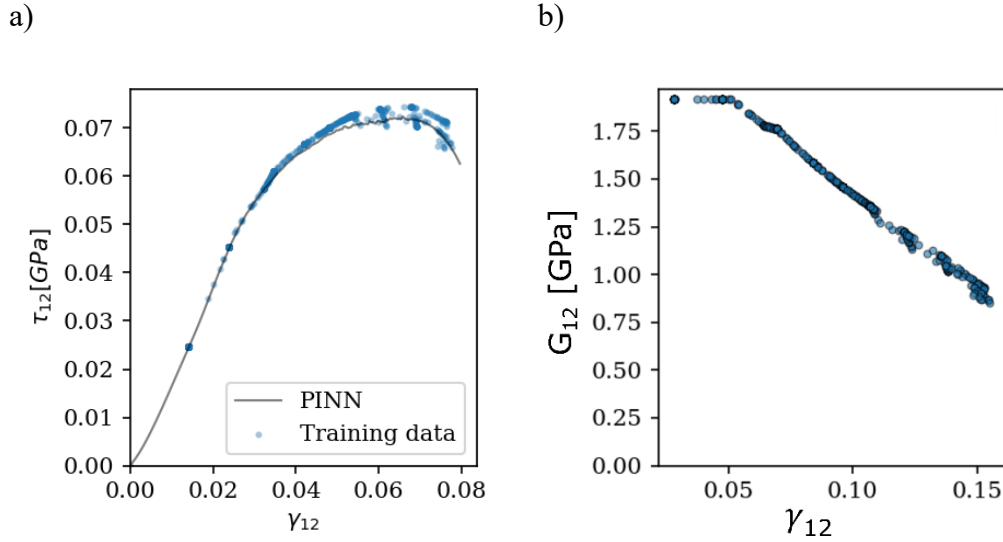 a)
b)
0.07
0.06
0.05
0.04
0.03
0.02
0.01
0.00
τ₁₂[GPa]
0.00 0.02 0.04 0.06 0.08
γ₁₂
PINN
Training data
1.75
1.50
1.25
1.00
0.75
0.50
0.25
0.00
G₁₂ [GPa]
0.05 0.10 0.15
γ₁₂